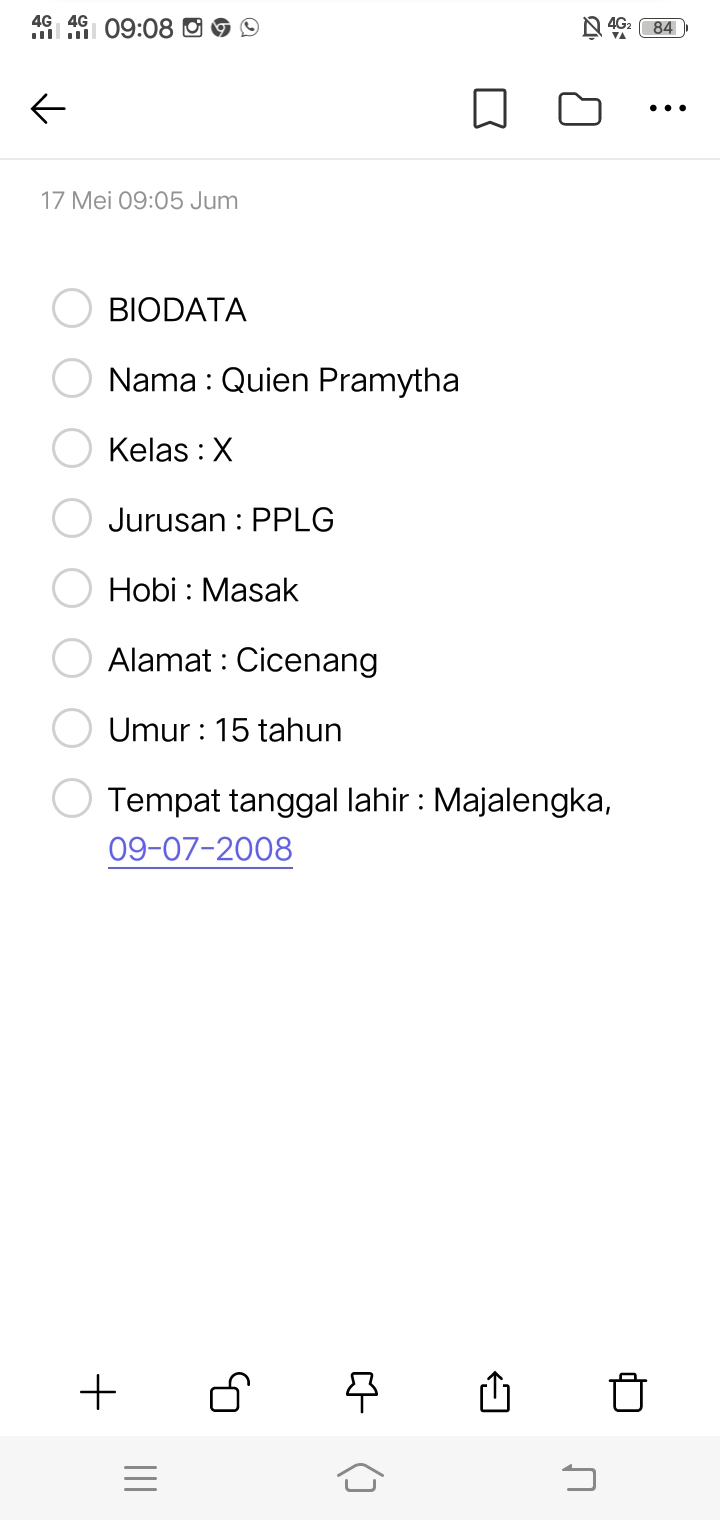 4G 4G 09:08 4G2 84
17 Mei 09:05 Jum
BIODATA
Nama : Quien Pramytha
Kelas : X
Jurusan : PPLG
Hobi : Masak
Alamat : Cicenang
Umur : 15 tahun
Tempat tanggal lahir : Majalengka,
09-07-2008